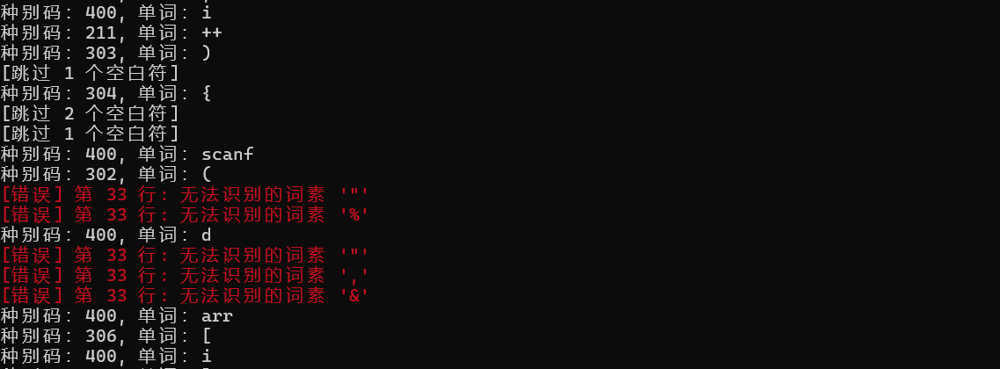 种别码: 400, 单词: i
种别码: 211, 单词: ++
种别码: 303, 单词: )
[跳过 1 个空白符]
种别码: 304, 单词: {
[跳过 2 个空白符]
[跳过 1 个空白符]
种别码: 400, 单词: scanf
种别码: 302, 单词: (
[错误] 第 33 行: 无法识别的词素 '"'
[错误] 第 33 行: 无法识别的词素 '%'
种别码: 400, 单词: d
[错误] 第 33 行: 无法识别的词素 '"'
[错误] 第 33 行: 无法识别的词素 ','
[错误] 第 33 行: 无法识别的词素 '&'
种别码: 400, 单词: arr
种别码: 306, 单词: [
种别码: 400, 单词: i